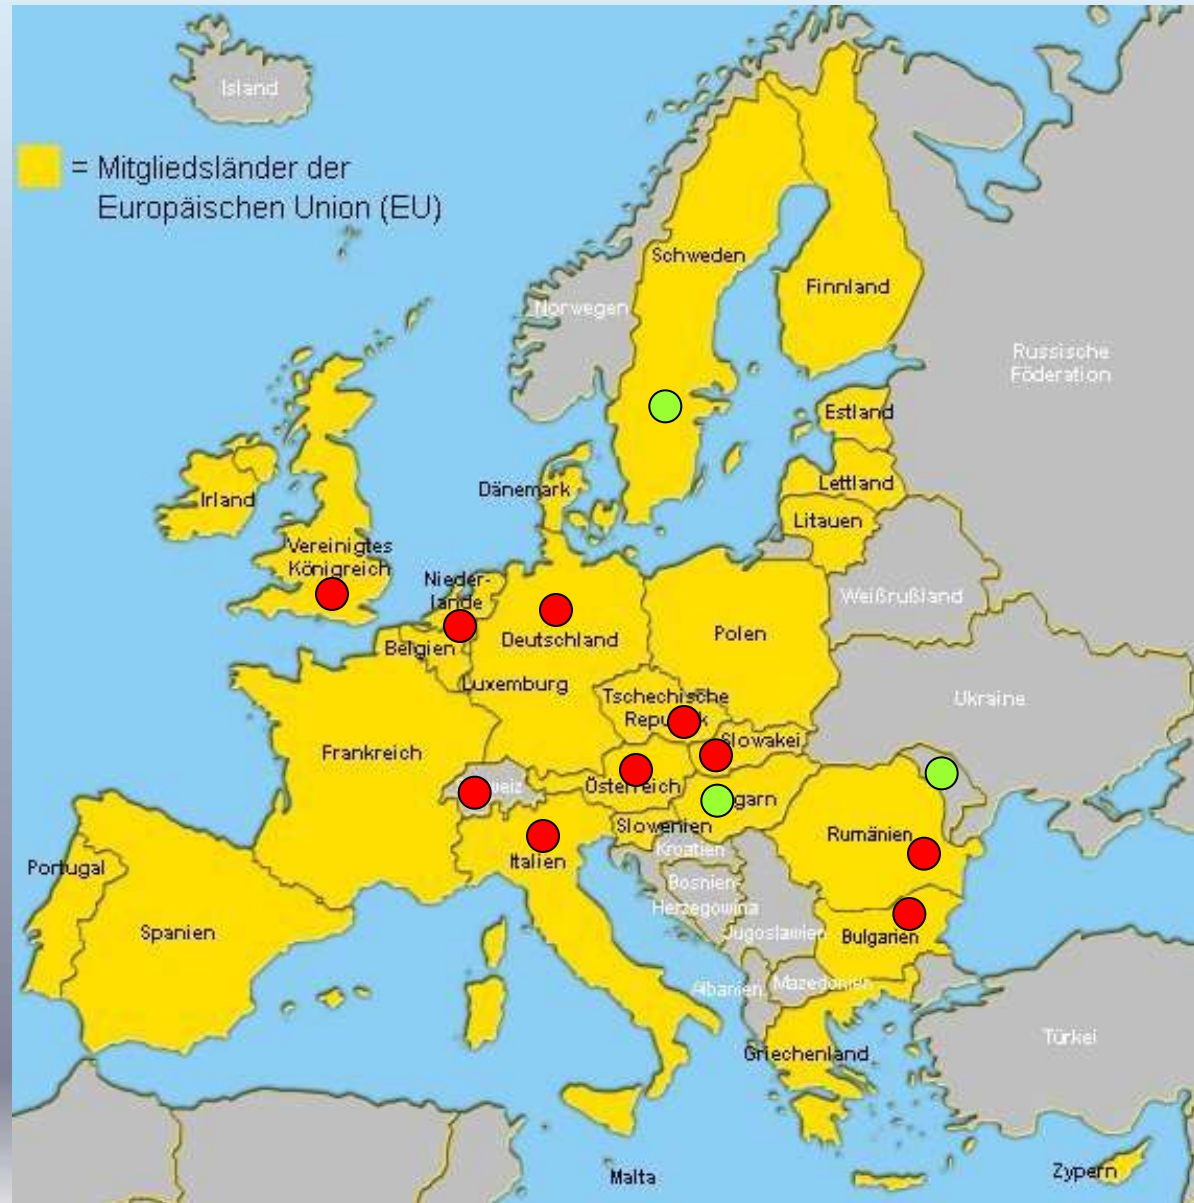 Island
= Mitgliedsländer der
Europäischen Union (EU)
Schweden
Finnland
Norwegen
Russische
Föderation
Estland
Lettland
Litauen
Dänemark
Irland
Vereinigtes
Königreich
Nieder-
lande
Weißrußland
Belgien
Deutschland
Polen
Luxemburg
Tschechische
Ukraine
Slowakei
Frankreich
Österreich
Slowenien
Rumänien
Kroatien
Italien
Portugal
Bosnien-
Herzegowina
Spanien
Jugoslawien
Bulgarien
Albanien
Mazedonien
Türkei
Griechenland
Malta
Zypern